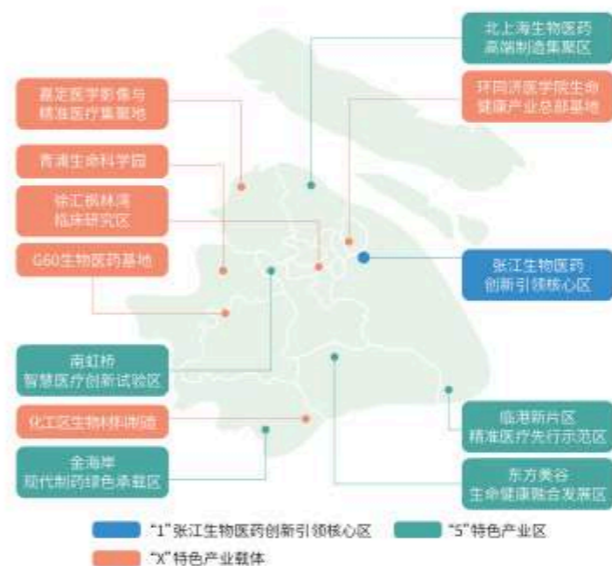 北上海生物医药
高端制造集聚区
嘉定医学影像与
精准医疗集聚地
环同济医学院生命
健康产业总部基地
青浦生命科学园
徐汇枫林湾
临床研究区
G60生物医药基地
张江生物医药
创新引领核心区
南虹桥
智慧医疗创新试验区
化工区生物材料制造
金海岸
现代制药绿色承载区
临港新片区
精准医疗先行示范区
东方美谷
生命健康融合发展区
“1”张江生物医药创新引领核心区
“5”特色产业区
“X”特色产业载体